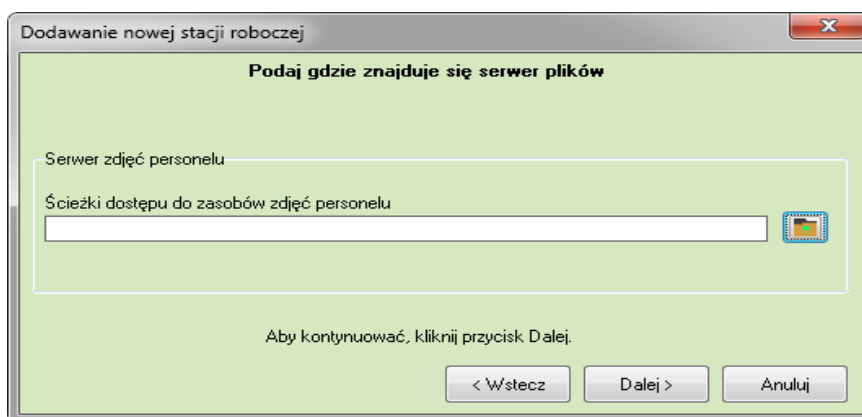 Dodawanie nowej stacji roboczej
Podaj gdzie znajduje się serwer plików
Serwer zdjęć personelu
Ścieżki dostępu do zasobów zdjęć personelu
Aby kontynuować, kliknij przycisk Dalej.
< Wstecz Dalej > Anuluj